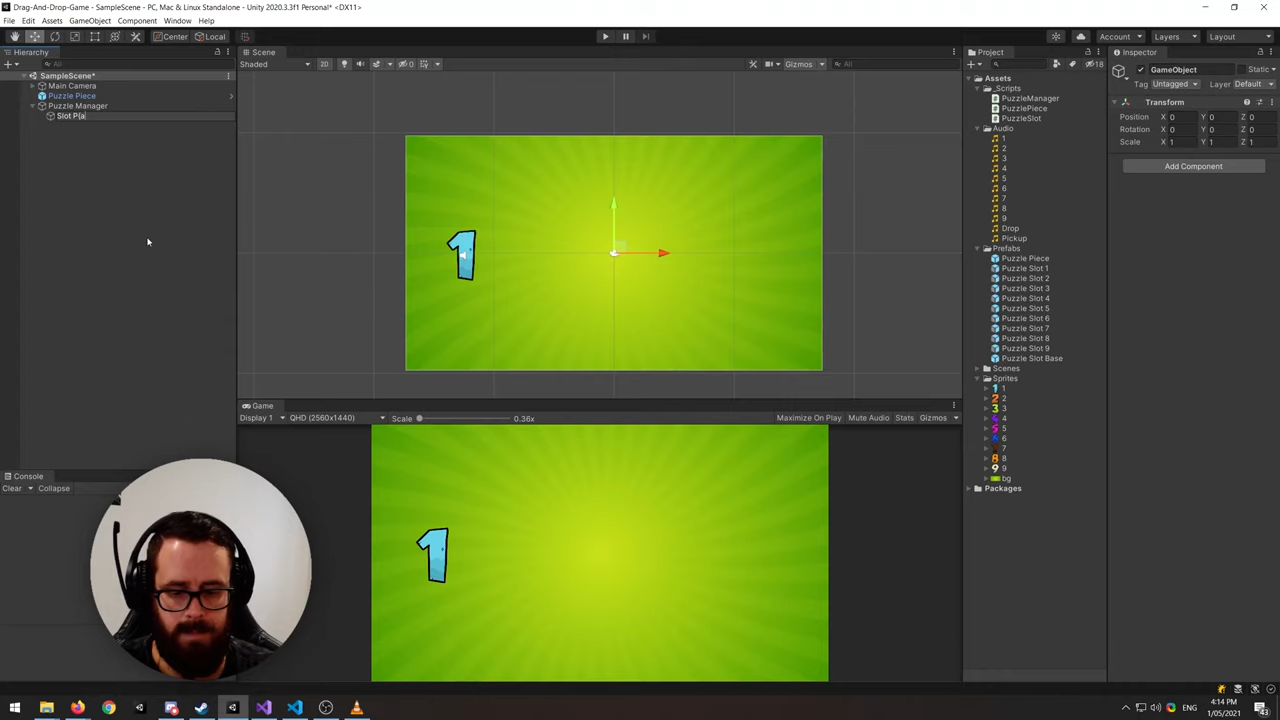 Drag-And-Drop-Game - SampleScene - PC, Mac & Linux Standalone - Unity 2020.3.3f1 Personal* <DX11>
File Edit Assets GameObject Component Window Help
Center Local
Account Layers Layout
Hierarchy
All
SampleScene*
Main Camera
Puzzle Piece
Puzzle Manager
Slot P{a
Scene
Shaded 2D 0 Gizmos All
1
Game
Display 1 QHD (2560x1440) Scale 0.36x Maximize On Play Mute Audio Stats Gizmos
1
Console
Clear Collapse
Project
18
Assets
_Scripts
PuzzleManager
PuzzlePiece
PuzzleSlot
Audio
1
2
3
4
5
6
7
8
9
Drop
Pickup
Prefabs
Puzzle Piece
Puzzle Slot 1
Puzzle Slot 2
Puzzle Slot 3
Puzzle Slot 4
Puzzle Slot 5
Puzzle Slot 6
Puzzle Slot 7
Puzzle Slot 8
Puzzle Slot 9
Puzzle Slot Base
Scenes
Sprites
1
2
3
4
5
6
7
8
9
bg
Packages
Inspector
GameObject Static
Tag Untagged Layer Default
Transform
Position X 0 Y 0 Z 0
Rotation X 0 Y 0 Z 0
Scale X 1 Y 1 Z 1
Add Component
ENG 4:14 PM
1/05/2021